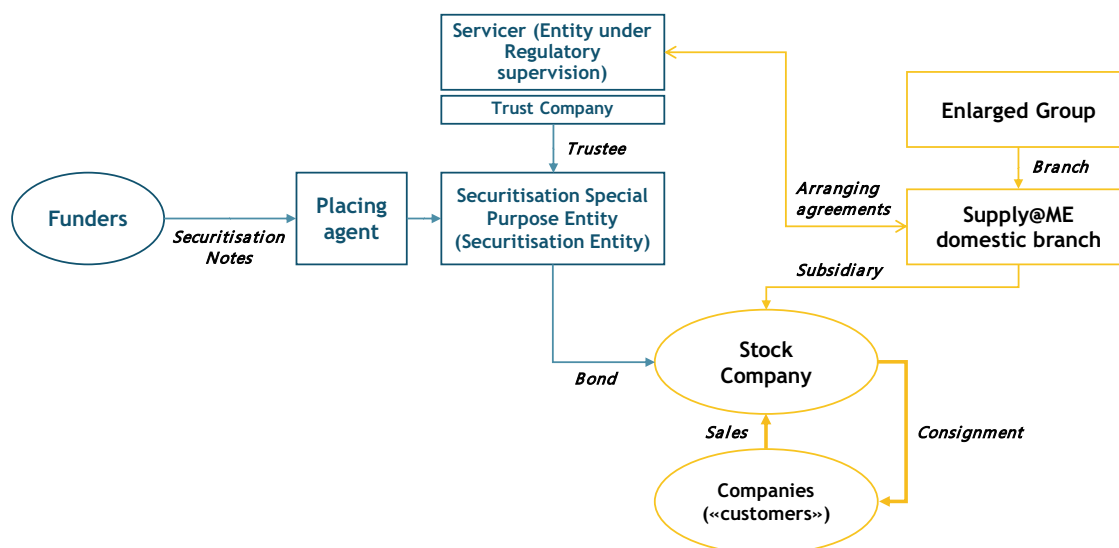 Servicer (Entity under
Regulatory
supervision)
Trust Company
Trustee
Enlarged Group
Branch
Funders
Securitisation
Notes
Placing
agent
Securitisation Special
Purpose Entity
(Securitisation Entity)
Arranging
agreements
Supply@ME
domestic branch
Subsidiary
Bond
Stock
Company
Sales
Consignment
Companies
(«customers»)